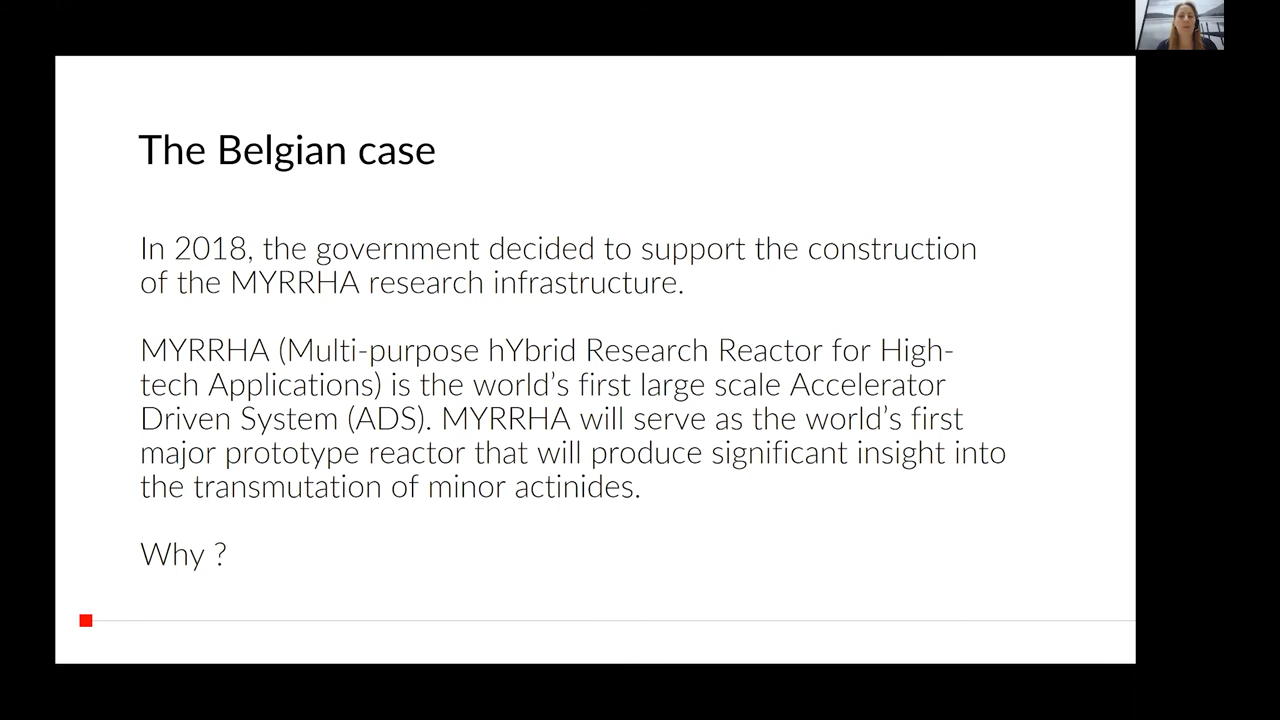 The Belgian case
In 2018, the government decided to support the construction
of the MYRRHA research infrastructure.
MYRRHA (Multi-purpose hYbrid Research Reactor for High-
tech Applications) is the world’s first large scale Accelerator
Driven System (ADS). MYRRHA will serve as the world’s first
major prototype reactor that will produce significant insight into
the transmutation of minor actinides.
Why ?